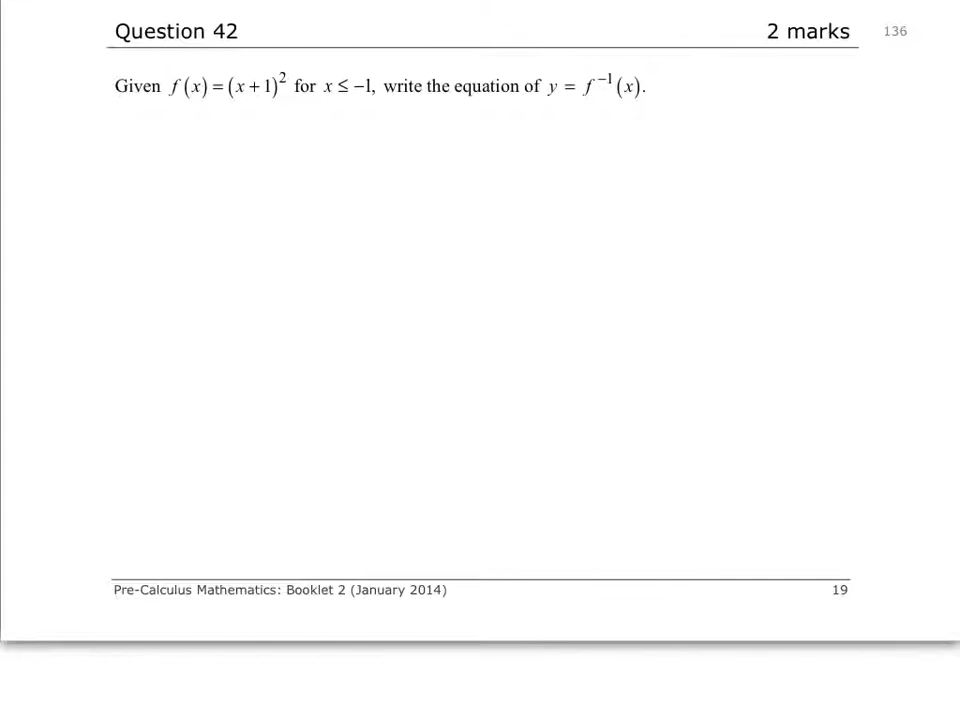 Question 42 2 marks 136
Given f(x) = (x + 1)² for x ≤ −1, write the equation of y = f⁻¹(x).
Pre-Calculus Mathematics: Booklet 2 (January 2014) 19